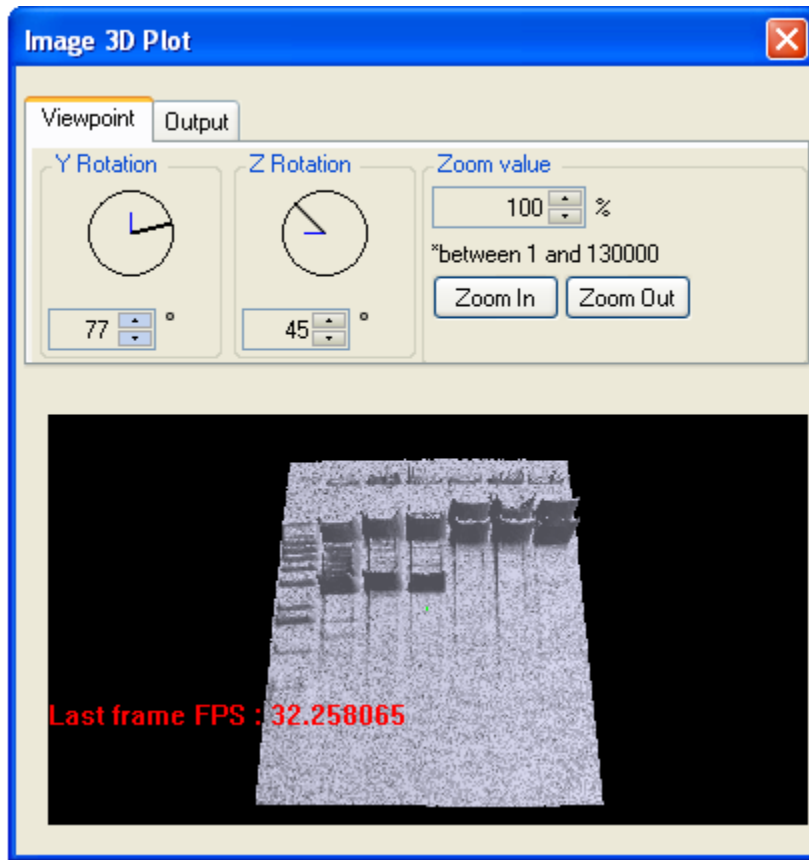 Image 3D Plot
Viewpoint Output
Y Rotation Z Rotation Zoom value
100 %
*between 1 and 130000
Zoom In Zoom Out
77 ° 45 °
Last frame FPS : 32.258065